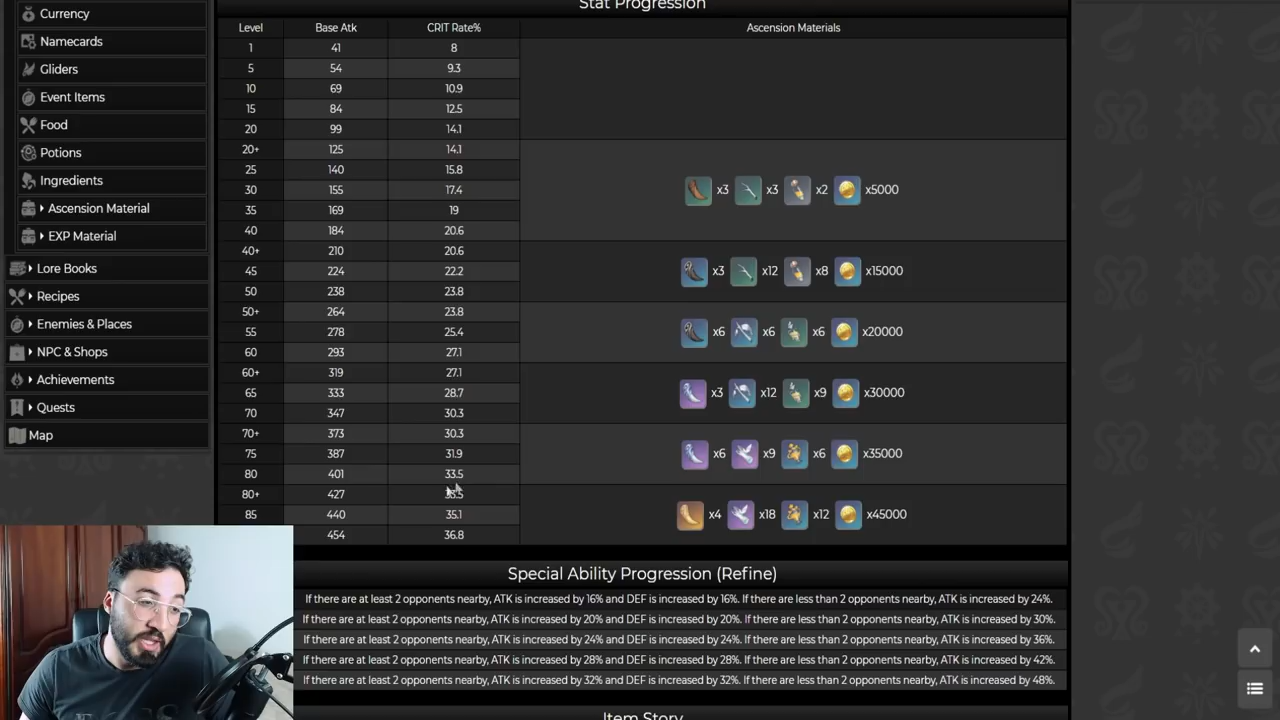 Currency
Namecards
Gliders
Event Items
Food
Potions
Ingredients
Ascension Material
EXP Material
Lore Books
Recipes
Enemies & Places
NPC & Shops
Achievements
Quests
Map
Stat Progression
Level Base Atk CRIT Rate% Ascension Materials
1 41 8
5 54 9.3
10 69 10.9
15 84 12.5
20 99 14.1
20+ 125 14.1
25 140 15.8
30 155 17.4 x3 x3 x2 x5000
35 169 19
40 184 20.6
40+ 210 20.6
45 224 22.2 x3 x12 x8 x15000
50 238 23.8
50+ 264 23.8
55 278 25.4 x6 x6 x6 x20000
60 293 27.1
60+ 319 27.1
65 333 28.7 x3 x12 x9 x30000
70 347 30.3
70+ 373 30.3
75 387 31.9 x6 x9 x6 x35000
80 401 33.5
80+ 427 33.5
85 440 35.1 x4 x18 x12 x45000
454 36.8
Special Ability Progression (Refine)
If there are at least 2 opponents nearby, ATK is increased by 16% and DEF is increased by 16%. If there are less than 2 opponents nearby, ATK is increased by 24%.
If there are at least 2 opponents nearby, ATK is increased by 20% and DEF is increased by 20%. If there are less than 2 opponents nearby, ATK is increased by 30%.
If there are at least 2 opponents nearby, ATK is increased by 24% and DEF is increased by 24%. If there are less than 2 opponents nearby, ATK is increased by 36%.
If there are at least 2 opponents nearby, ATK is increased by 28% and DEF is increased by 28%. If there are less than 2 opponents nearby, ATK is increased by 42%.
If there are at least 2 opponents nearby, ATK is increased by 32% and DEF is increased by 32%. If there are less than 2 opponents nearby, ATK is increased by 48%.
Item Story